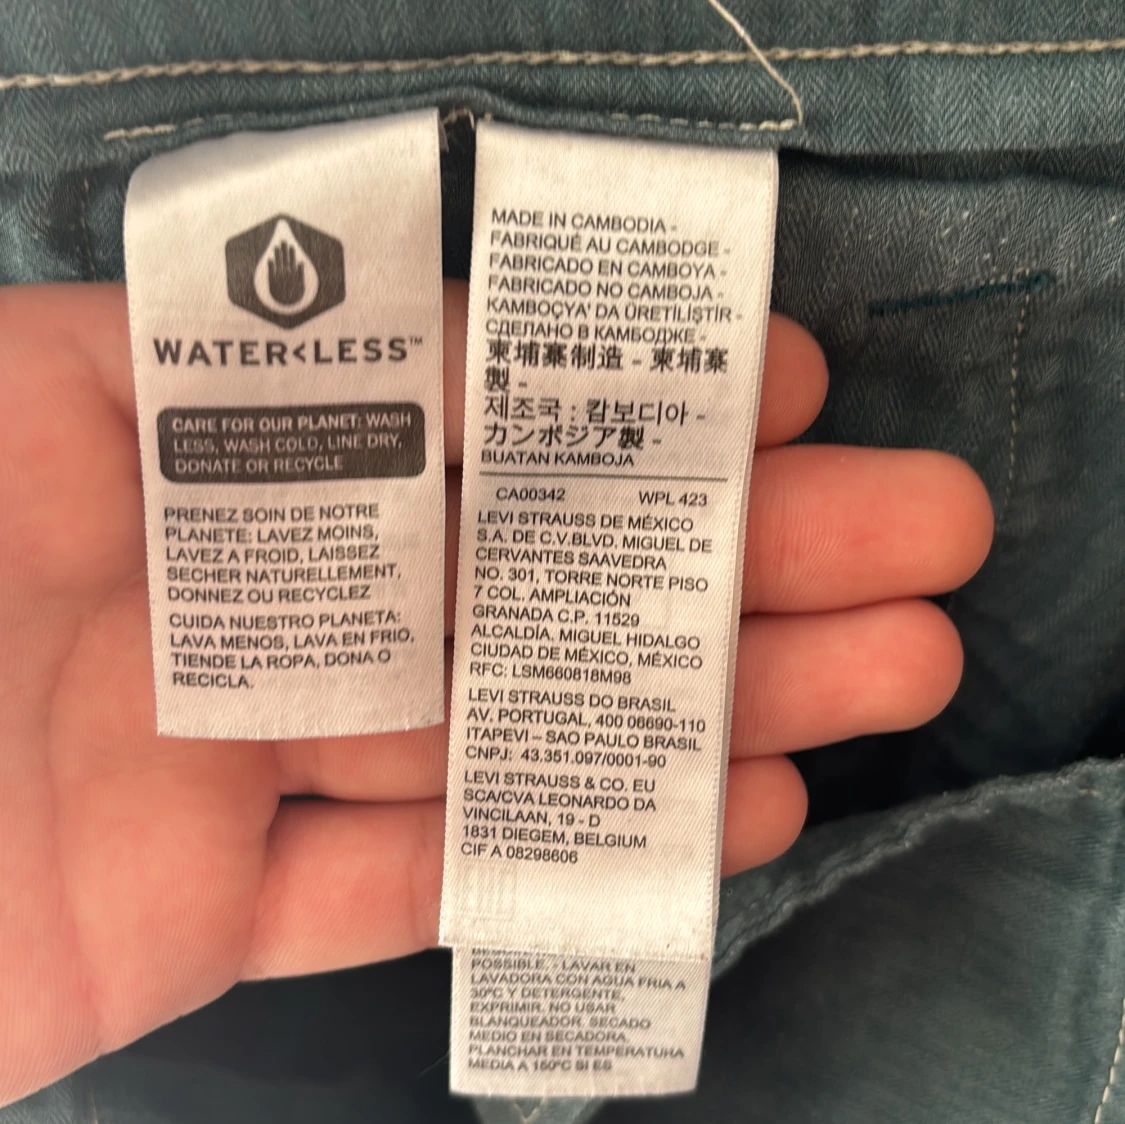 WATER<LESS™
CARE FOR OUR PLANET: WASH
LESS, WASH COLD, LINE DRY,
DONATE OR RECYCLE
PRENEZ SOIN DE NOTRE
PLANETE: LAVEZ MOINS,
LAVEZ A FROID, LAISSEZ
SECHER NATURELLEMENT,
DONNEZ OU RECYCLEZ
CUIDA NUESTRO PLANETA:
LAVA MENOS, LAVA EN FRIO,
TIENDE LA ROPA, DONA O
RECICLA.
MADE IN CAMBODIA -
FABRIQUÉ AU CAMBODGE -
FABRICADO EN CAMBOYA -
FABRICADO NO CAMBOJA -
KAMBOÇYA' DA ÜRETİLİŞTİR -
СДЕЛАНО В КАМБОДЖЕ -
柬埔寨制造 - 柬埔寨
製 -
제조국 : 캄보디아 -
カンボジア製 -
BUATAN KAMBOJA
CA00342 WPL 423
LEVI STRAUSS DE MÉXICO
S.A. DE C.V.BLVD. MIGUEL DE
CERVANTES SAAVEDRA
NO. 301, TORRE NORTE PISO
7 COL. AMPLIACIÓN
GRANADA C.P. 11529
ALCALDÍA. MIGUEL HIDALGO
CIUDAD DE MÉXICO, MÉXICO
RFC: LSM660818M98
LEVI STRAUSS DO BRASIL
AV. PORTUGAL, 400 06690-110
ITAPEVI – SAO PAULO BRASIL
CNPJ: 43.351.097/0001-90
LEVI STRAUSS & CO. EU
SCA/CVA LEONARDO DA
VINCILAAN, 19 - D
1831 DIEGEM, BELGIUM
CIF A 08298606
POSSIBLE. - LAVAR EN
LAVADORA CON AGUA FRIA A
30ºC Y DETERGENTE,
EXPRIMIR. NO USAR
BLANQUEADOR. SECADO
MEDIO EN SECADORA.
PLANCHAR EN TEMPERATURA
MEDIA A 150ºC SI ES